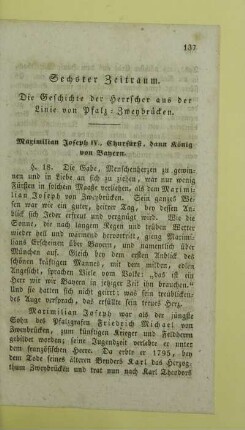 137
Sechster Zeitraum.
Die Geschichte der Herrscher aus der
Linie von Pfalz-Zweybrücken.
Maximilian Joseph IV., Churfürst, dann König
von Bayern.
§. 18. Die Gabe, Menschenherzen zu gewin-
nen und in Liebe an sich zu ziehen, war nur wenig
Fürsten in solchem Maaße verliehen, als dem Maximi-
lian Joseph von Zweybrücken. Sein ganzes We-
sen war wie ein guter, heitrer Tag, bey dessen An-
blick sich Jeder erfreut und vergnügt wird. Wie die
Sonne, die nach langem Regen und trüben Wetter
wieder hell und wärmend hervortritt, gieng Maximi-
lians Erscheinen über Bayern, und namentlich über
München auf. Gleich bey dem ersten Anblick des
schönen kräftigen Mannes, mit dem milden, edlen
Angesicht, sprachen Viele vom Volke: „das ist ein
Herr wie wir Bayern in jetziger Zeit ihn brauchen."
Und sie hatten sich nicht geirrt; was sein
Auge versprach, das erfüllte sein treues Herz.
Maximilian Joseph war als der jüngste
Sohn des Pfalzgrafen Friedrich Michael von
Zweybrücken, zum künftigen Krieger und Feldherrn
gebildet worden; seine Jugendzeit verlebte er unter
dem französischen Heere. Da erbte er 1795, bey
dem Tode seines älteren Bruders Karl das Herzog-
thum Zweybrücken und trat nun nach Karl Theodors